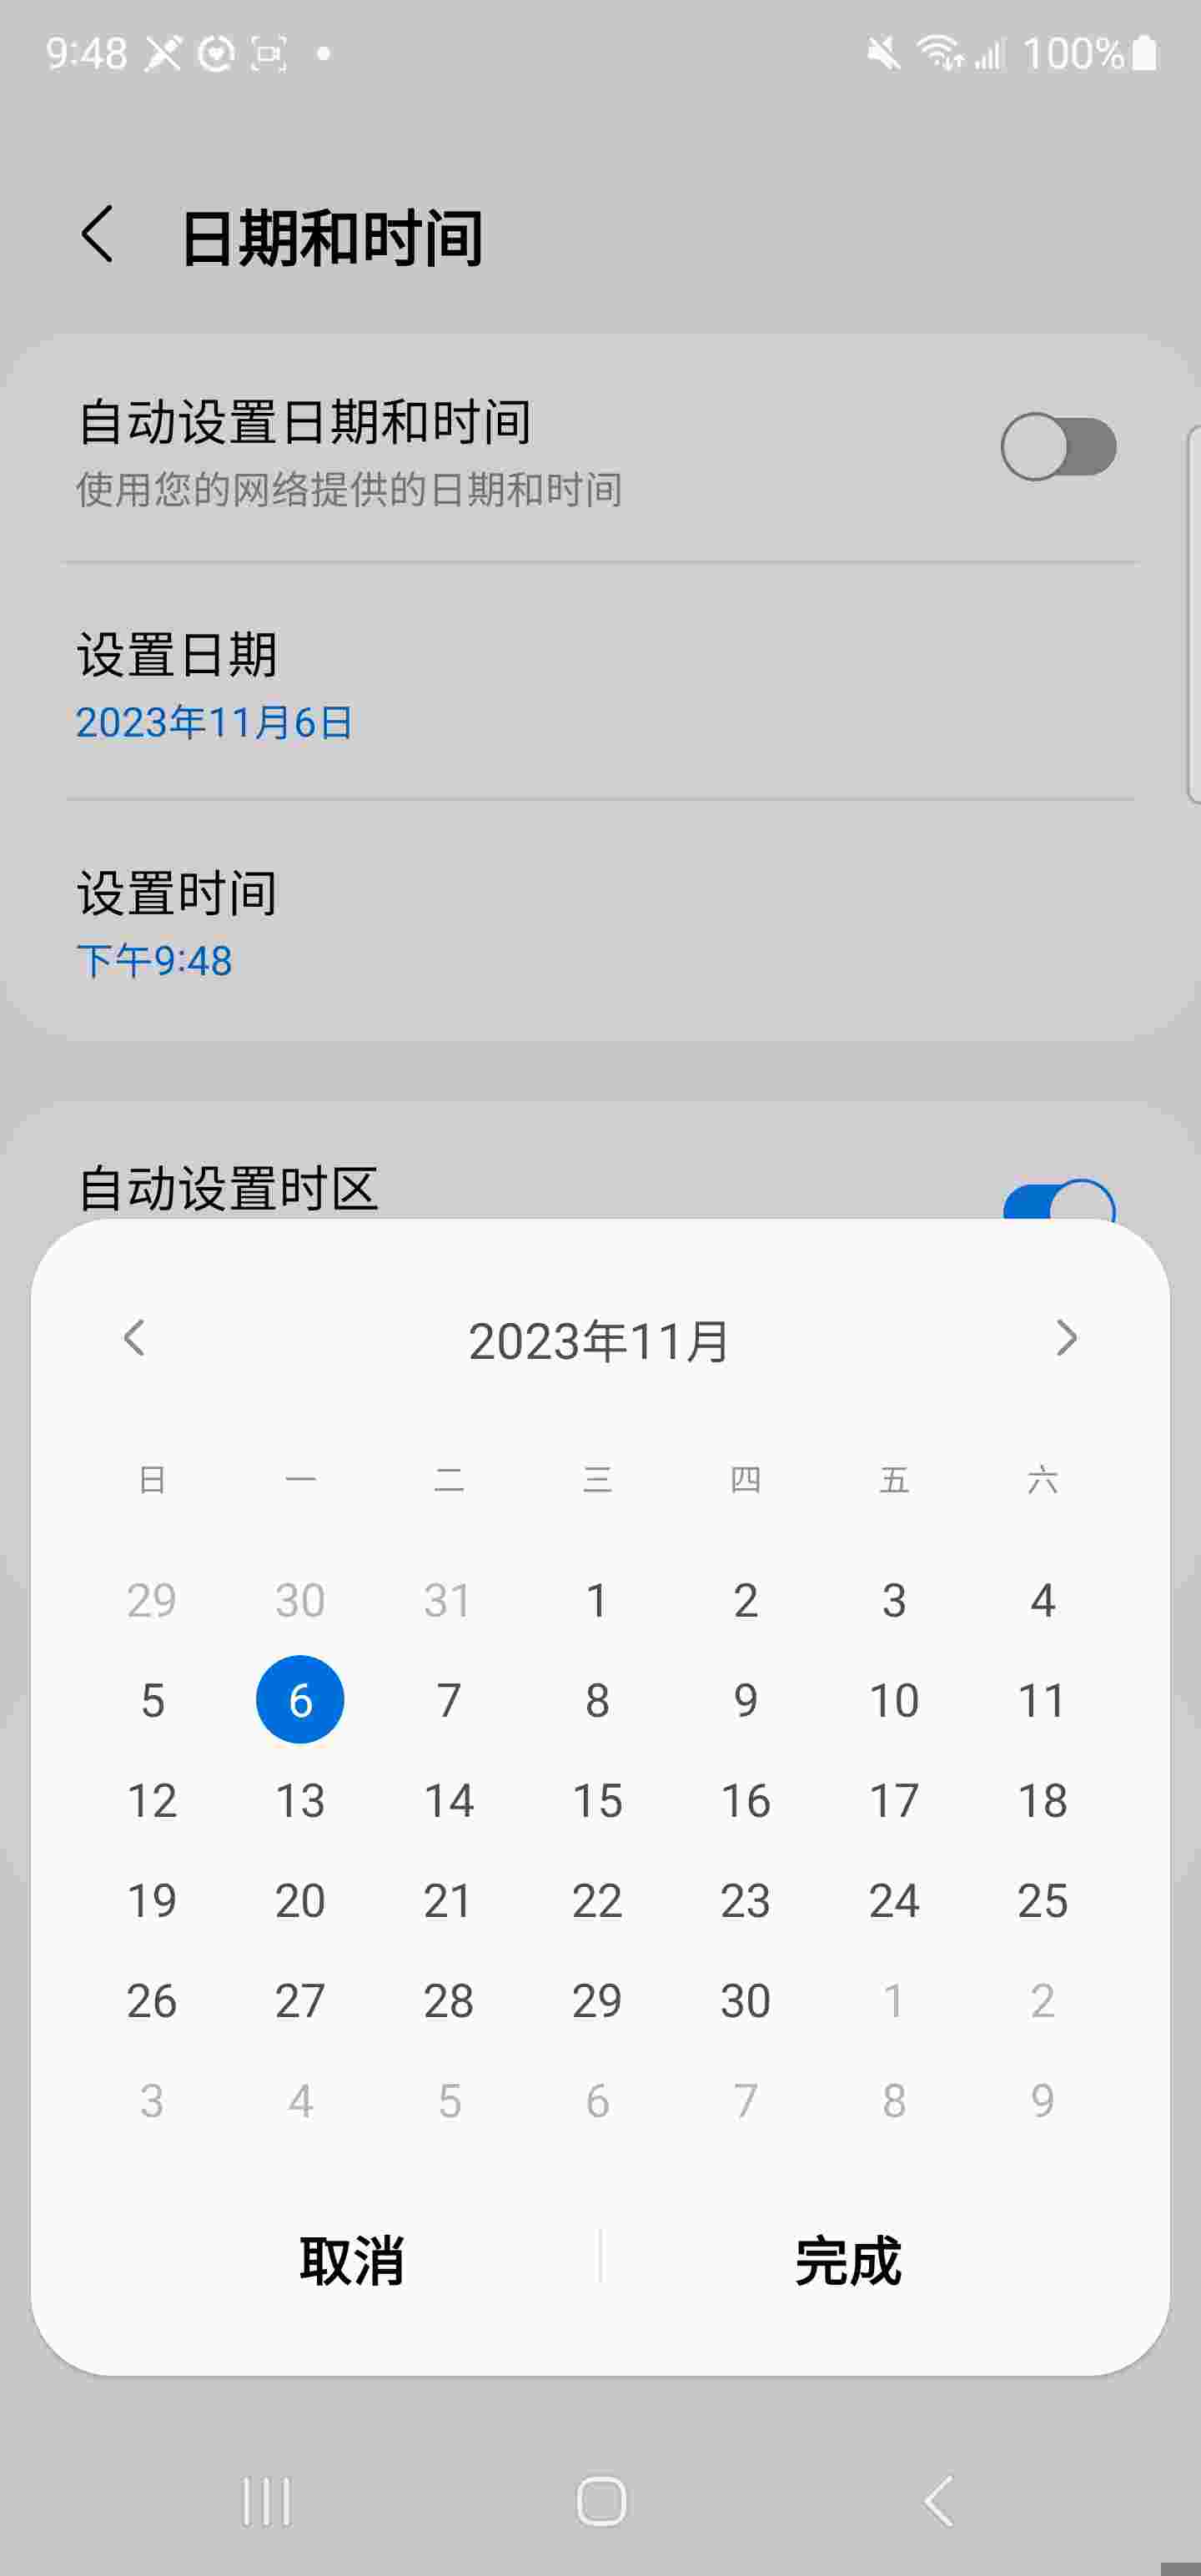 9:48 100%
日期和时间
自动设置日期和时间
使用您的网络提供的日期和时间
设置日期
2023年11月6日
设置时间
下午9:48
自动设置时区
2023年11月
日 一 二 三 四 五 六
29 30 31 1 2 3 4
5 6 7 8 9 10 11
12 13 14 15 16 17 18
19 20 21 22 23 24 25
26 27 28 29 30 1 2
3 4 5 6 7 8 9
取消 完成